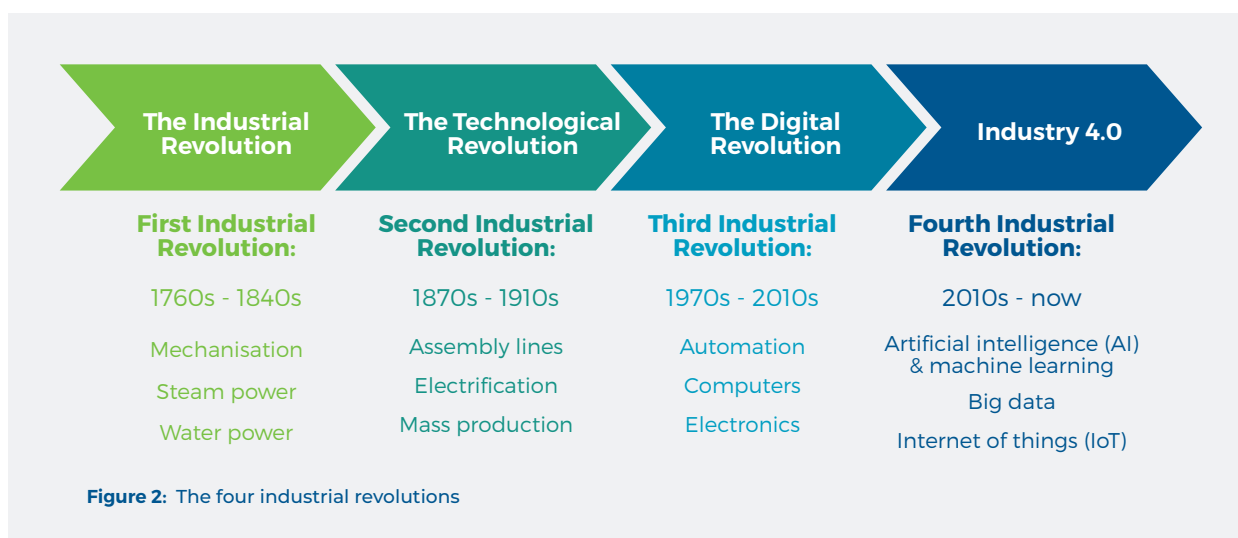 The Industrial
Revolution
The Technological
Revolution
The Digital
Revolution
Industry 4.0
First Industrial
Revolution:
1760s - 1840s
Mechanisation
Steam power
Water power
Second Industrial
Revolution:
1870s - 1910s
Assembly lines
Electrification
Mass production
Third Industrial
Revolution:
1970s - 2010s
Automation
Computers
Electronics
Fourth Industrial
Revolution:
2010s - now
Artificial intelligence (AI)
& machine learning
Big data
Internet of things (IoT)
Figure 2: The four industrial revolutions